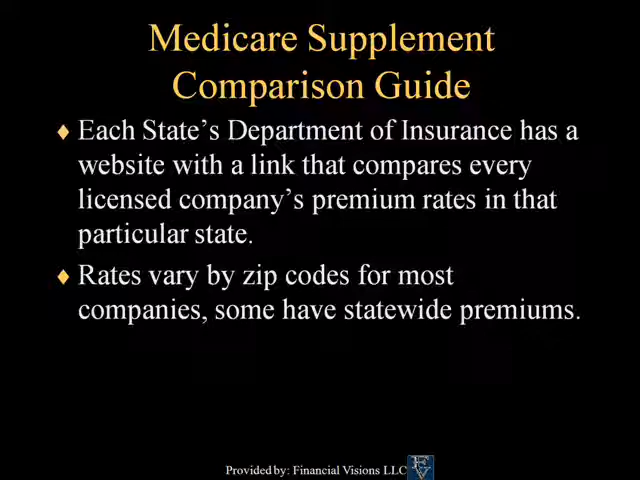 Medicare Supplement
Comparison Guide
Each State’s Department of Insurance has a
website with a link that compares every
licensed company’s premium rates in that
particular state.
Rates vary by zip codes for most
companies, some have statewide premiums.
Provided by: Financial Visions LLC